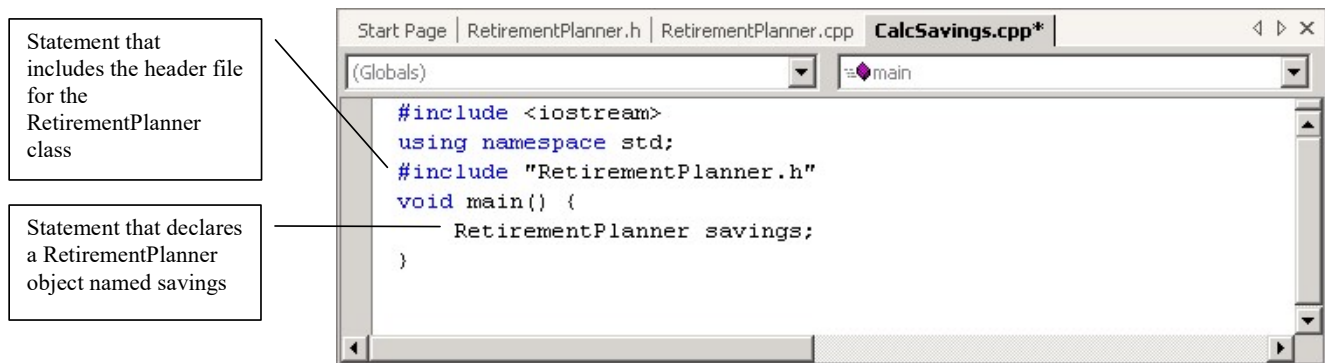 Statement that
includes the header file
for the
RetirementPlanner
class
Statement that declares
a RetirementPlanner
object named savings
Start Page RetirementPlanner.h RetirementPlanner.cpp CalcSavings.cpp*
(Globals) main
#include <iostream>
using namespace std;
#include "RetirementPlanner.h"
void main() {
RetirementPlanner savings;
}